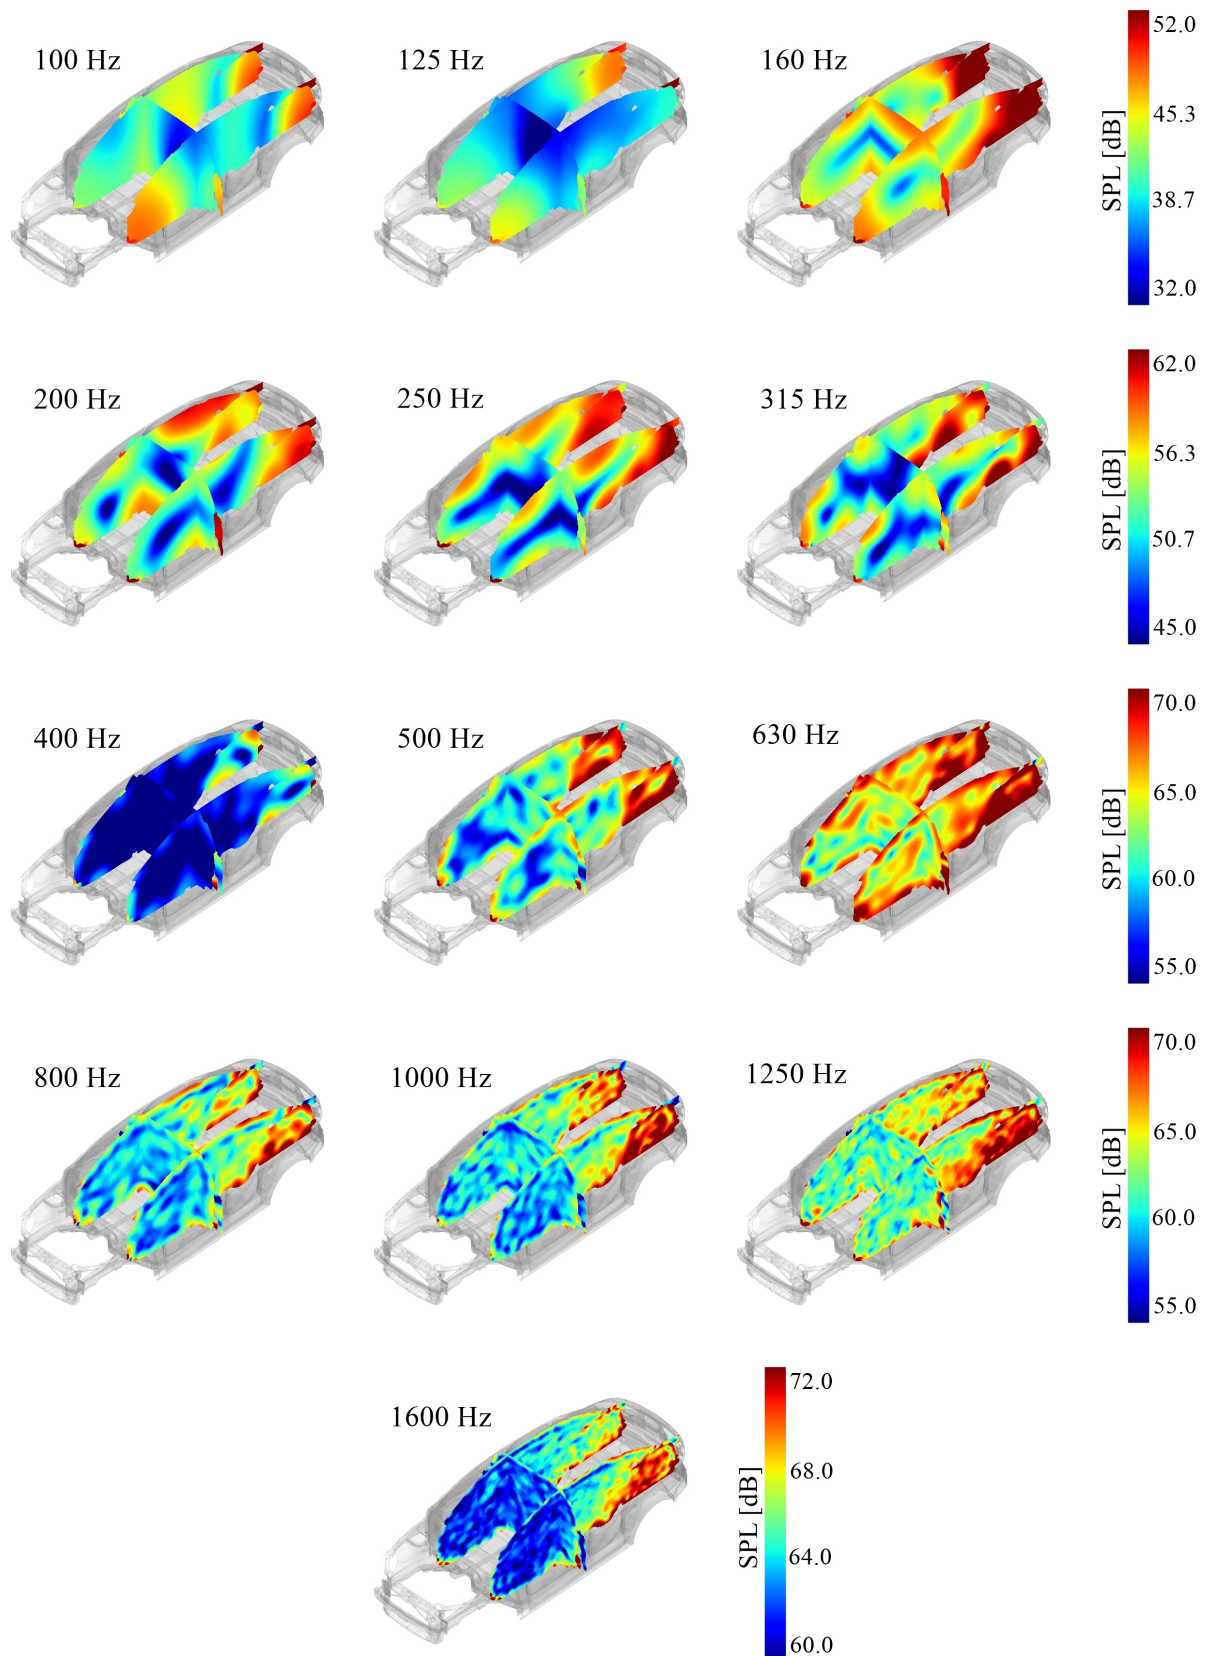 100 Hz
125 Hz
160 Hz
SPL [dB]
52.0
45.3
38.7
32.0
200 Hz
250 Hz
315 Hz
SPL [dB]
62.0
56.3
50.7
45.0
400 Hz
500 Hz
630 Hz
SPL [dB]
70.0
65.0
60.0
55.0
800 Hz
1000 Hz
1250 Hz
SPL [dB]
70.0
65.0
60.0
55.0
1600 Hz
SPL [dB]
72.0
68.0
64.0
60.0